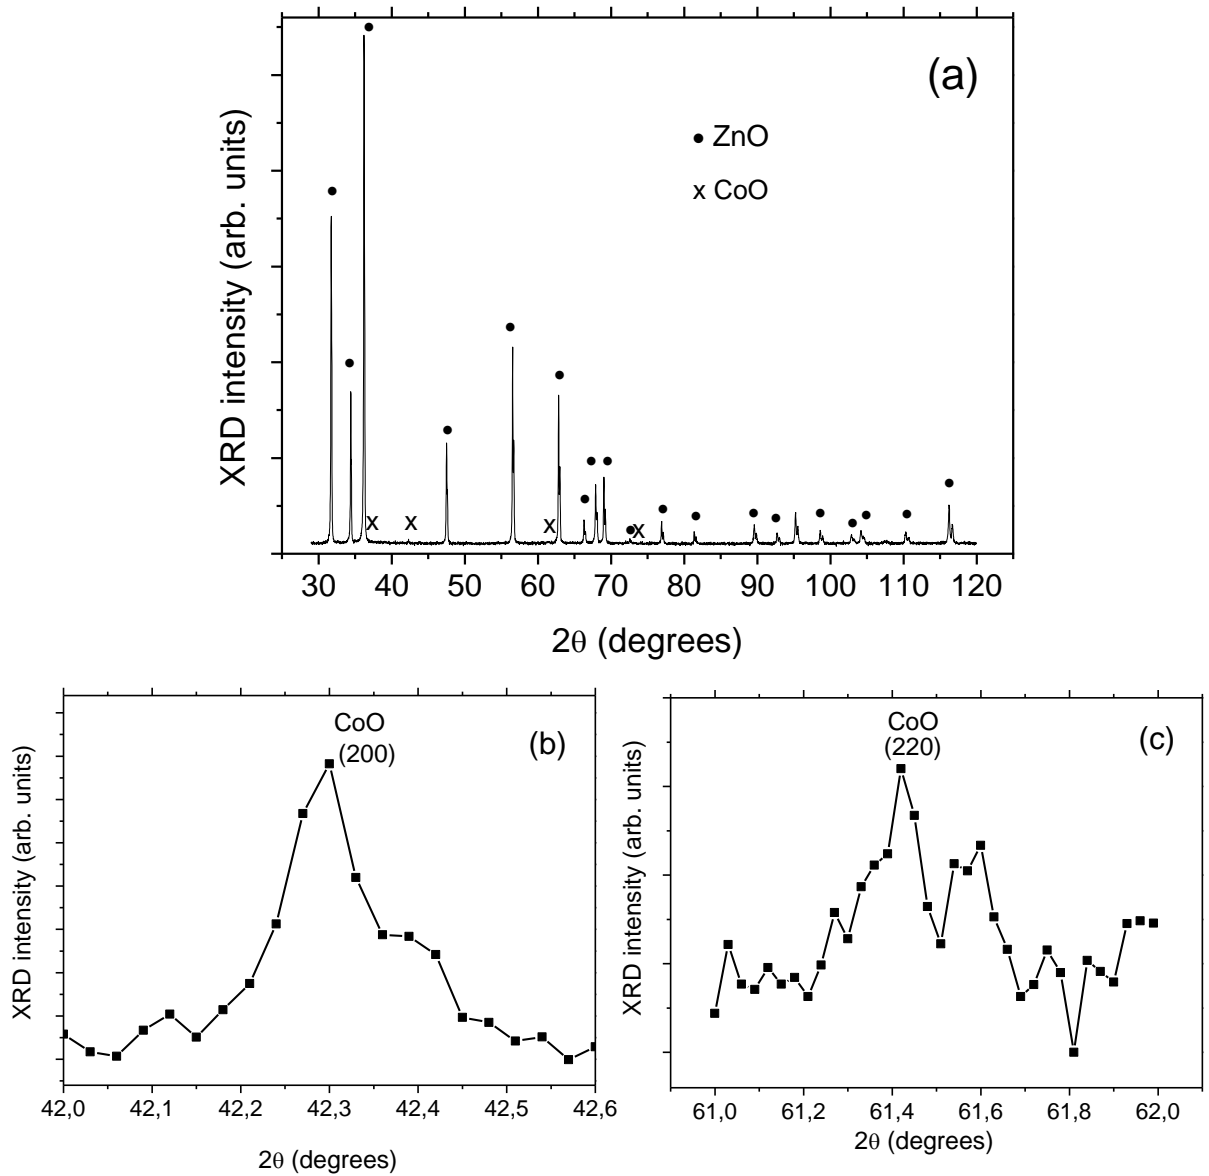 (a)
● ZnO
x CoO
XRD intensity (arb. units)
x x x x
30 40 50 60 70 80 90 100 110 120
2θ (degrees)
CoO
(200)
(b)
XRD intensity (arb. units)
42,0 42,1 42,2 42,3 42,4 42,5 42,6
2θ (degrees)
CoO
(220)
(c)
XRD intensity (arb. units)
61,0 61,2 61,4 61,6 61,8 62,0
2θ (degrees)